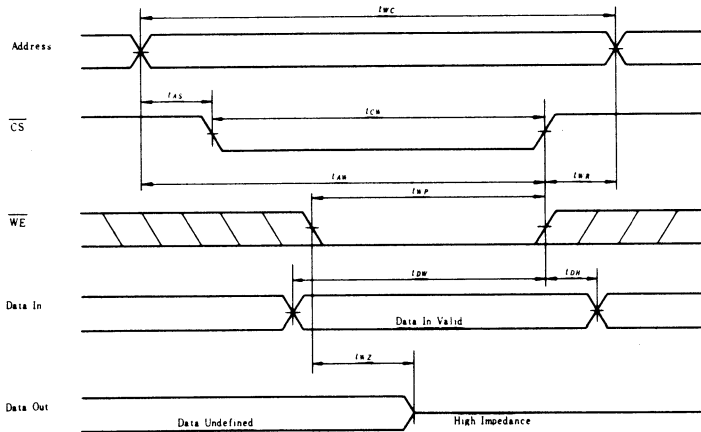 tWC
Address
tAS
tCW
CS
tAW
tWR
tWP
WE
tDW
tDH
Data In
Data In Valid
tWZ
Data Out
Data Undefined
High Impedance